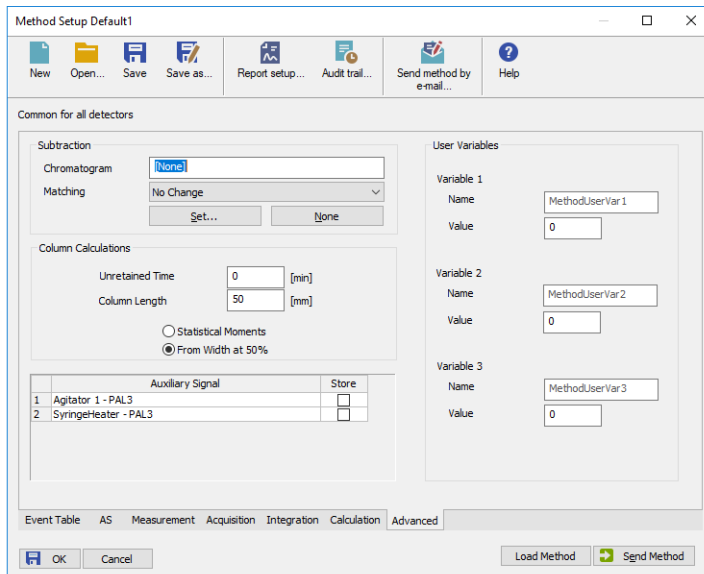 Method Setup Default1
New Open... Save Save as... Report setup... Audit trail... Send method by e-mail... Help
Common for all detectors
Subtraction
Chromatogram [None]
Matching No Change
Set... None
Column Calculations
Unretained Time 0 [min]
Column Length 50 [mm]
Statistical Moments
From Width at 50%
Auxiliary Signal Store
1 Agitator 1 - PAL3
2 SyringeHeater - PAL3
User Variables
Variable 1
Name MethodUserVar1
Value 0
Variable 2
Name MethodUserVar2
Value 0
Variable 3
Name MethodUserVar3
Value 0
Event Table AS Measurement Acquisition Integration Calculation Advanced
OK Cancel Load Method Send Method